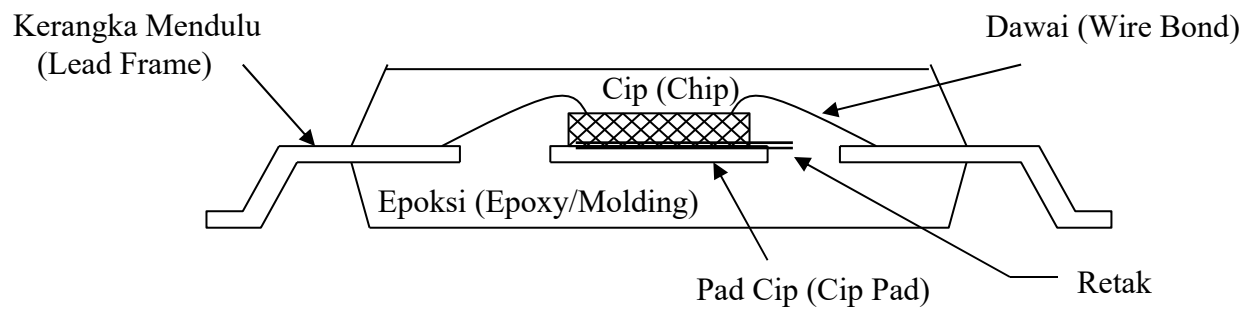 Kerangka Mendulu
(Lead Frame)
Dawai (Wire Bond)
Cip (Chip)
Epoksi (Epoxy/Molding)
Pad Cip (Cip Pad)
Retak